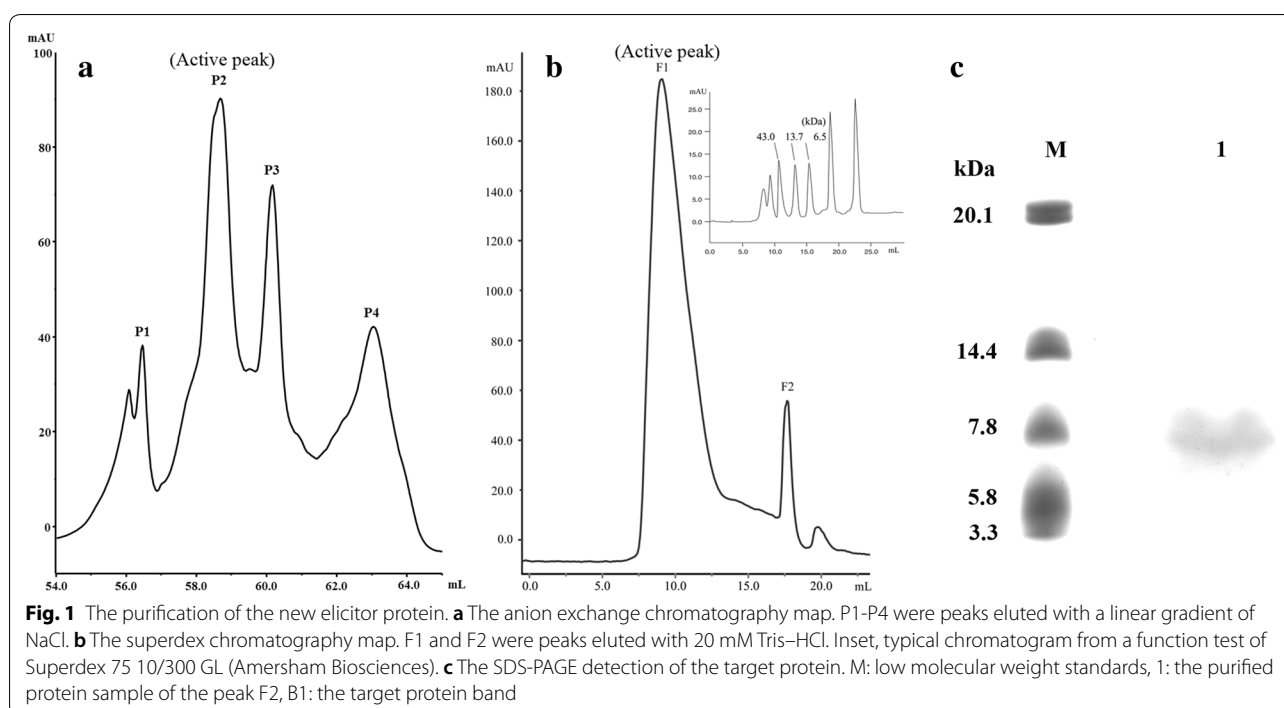 mAU
100
80
60
40
20
0
54.0 56.0 58.0 60.0 62.0 64.0 mL
a
(Active peak)
P2
P3
P1
P4
b
mAU
180.0
160.0
140.0
120.0
100.0
80.0
60.0
40.0
20.0
0.0
0.0 5.0 10.0 15.0 20.0 mL
(Active peak)
F1
F2
mAU
25.0
20.0
15.0
10.0
5.0
0.0
(kDa)
43.0 13.7 6.5
0.0 5.0 10.0 15.0 20.0 25.0
mL
c
kDa M 1
20.1
14.4
7.8
5.8
3.3
Fig. 1 The purification of the new elicitor protein. a The anion exchange chromatography map. P1-P4 were peaks eluted with a linear gradient of
NaCl. b The superdex chromatography map. F1 and F2 were peaks eluted with 20 mM Tris–HCl. Inset, typical chromatogram from a function test of
Superdex 75 10/300 GL (Amersham Biosciences). c The SDS-PAGE detection of the target protein. M: low molecular weight standards, 1: the purified
protein sample of the peak F2, B1: the target protein band